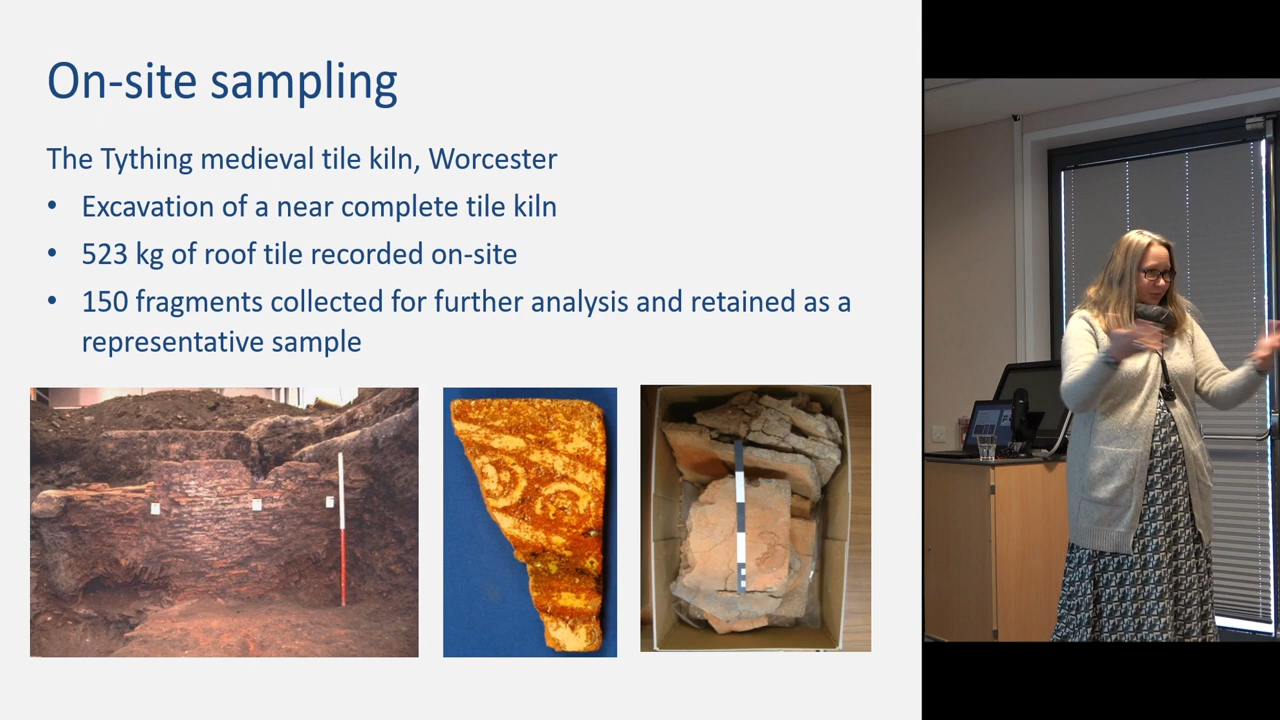 On-site sampling
The Tything medieval tile kiln, Worcester
• Excavation of a near complete tile kiln
• 523 kg of roof tile recorded on-site
• 150 fragments collected for further analysis and retained as a
representative sample